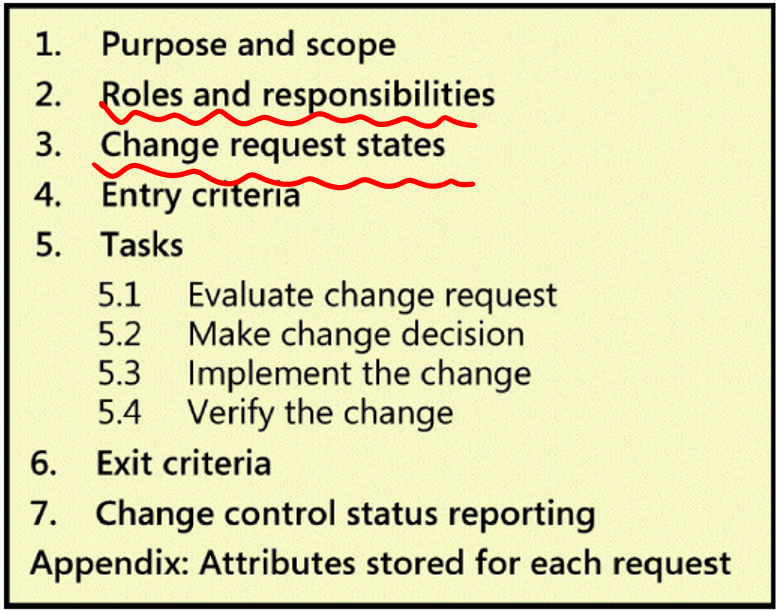 1. Purpose and scope
2. Roles and responsibilities
3. Change request states
4. Entry criteria
5. Tasks
5.1 Evaluate change request
5.2 Make change decision
5.3 Implement the change
5.4 Verify the change
6. Exit criteria
7. Change control status reporting
Appendix: Attributes stored for each request